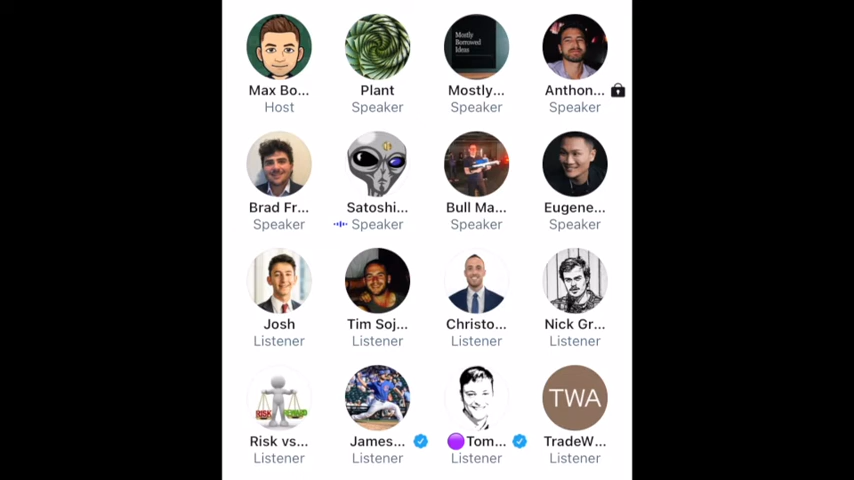 Mostly
Borrowed
Ideas
Max Bo... Plant Mostly... Anthon...
Host Speaker Speaker Speaker
Brad Fr... Satoshi... Bull Ma... Eugene...
Speaker Speaker Speaker Speaker
Josh Tim Soj... Christo... Nick Gr...
Listener Listener Listener Listener
RISK
TWA
Risk vs... James... Tom... TradeW...
Listener Listener Listener Listener